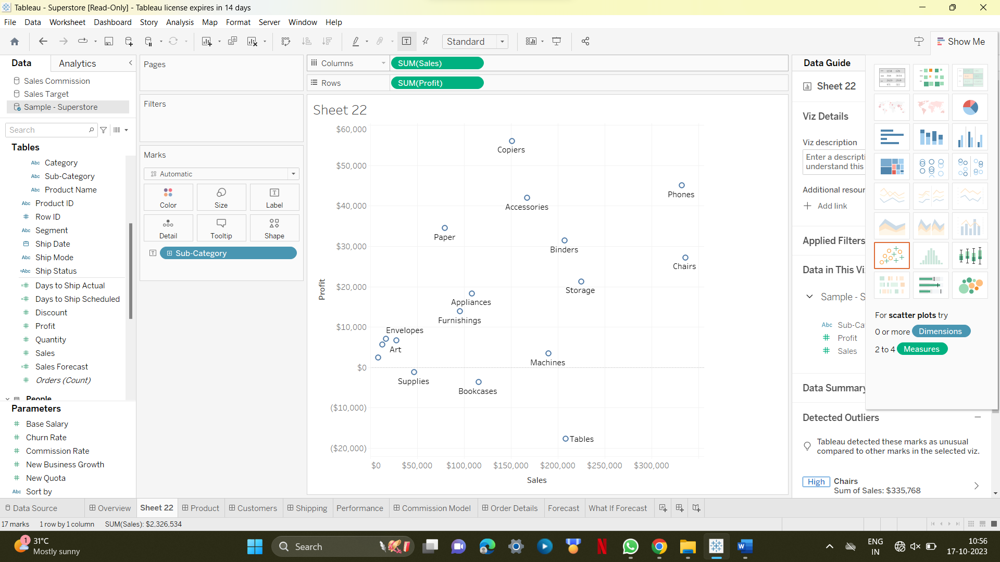 Tableau - Superstore [Read-Only] - Tableau license expires in 14 days
File Data Worksheet Dashboard Story Analysis Map Format Server Window Help
Standard
Show Me
Data Analytics
Sales Commission
Sales Target
Sample - Superstore
Search
Tables
Abc Category
Abc Sub-Category
Abc Product Name
Abc Product ID
# Row ID
Abc Segment
Ship Date
Abc Ship Mode
=Abc Ship Status
=# Days to Ship Actual
=# Days to Ship Scheduled
# Discount
# Profit
# Quantity
# Sales
=# Sales Forecast
# Orders (Count)
People
Parameters
# Base Salary
# Churn Rate
# Commission Rate
# New Business Growth
# New Quota
Abc Sort by
Pages
Filters
Marks
Automatic
Color Size Label
Detail Tooltip Shape
Sub-Category
Columns SUM(Sales)
Rows SUM(Profit)
Sheet 22
$60,000
$50,000
$40,000
$30,000
$20,000
$10,000
$0
($10,000)
($20,000)
Profit
Copiers
Phones
Accessories
Paper
Binders
Chairs
Storage
Appliances
Furnishings
Envelopes
Art
Machines
Supplies
Bookcases
Tables
$0 $50,000 $100,000 $150,000 $200,000 $250,000 $300,000
Sales
Data Guide
Sheet 22
Viz Details
Viz description
Enter a descripti
understand this
Additional resour
Add link
Applied Filters
Data in This Vi
Sample - S
Abc Sub-Ca
# Profit
# Sales
Data Summary
Detected Outliers
Tableau detected these marks as unusual
compared to other marks in the selected viz.
High Chairs
Sum of Sales: $335,768
For scatter plots try
0 or more Dimensions
2 to 4 Measures
Data Source Overview Sheet 22 Product Customers Shipping Performance Commission Model Order Details Forecast What If Forecast
17 marks 1 row by 1 column SUM(Sales): $2,326,534
1
31°C
Mostly sunny
Search
ENG
IN
10:56
17-10-2023